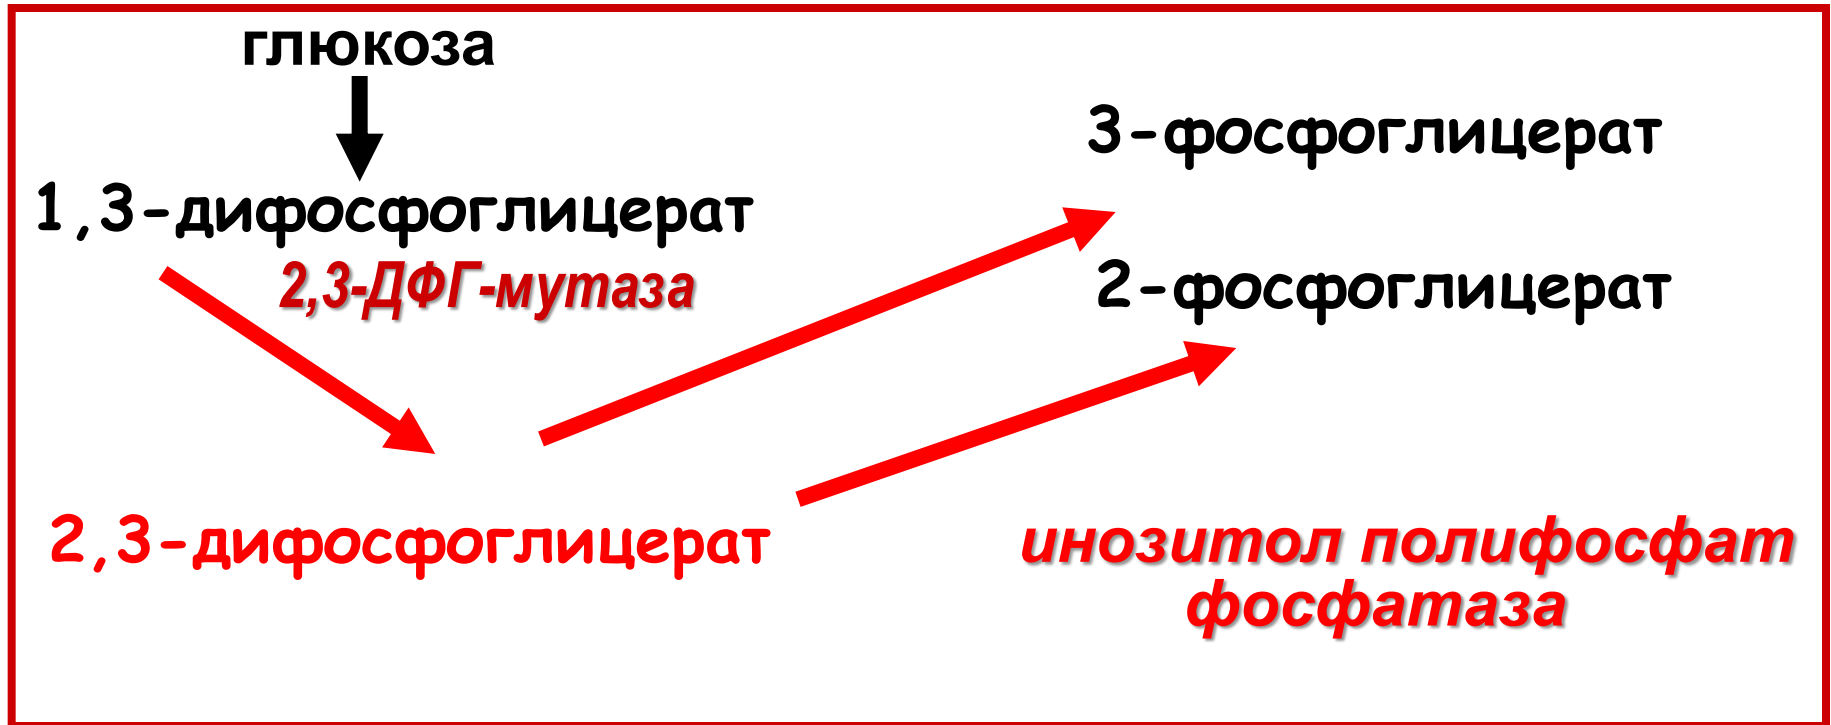 глюкоза
3-фосфоглицерат
1,3-дифосфоглицерат
2,3-ДФГ-мутаза
2-фосфоглицерат
2,3-дифосфоглицерат
инозитол полифосфат
фосфатаза